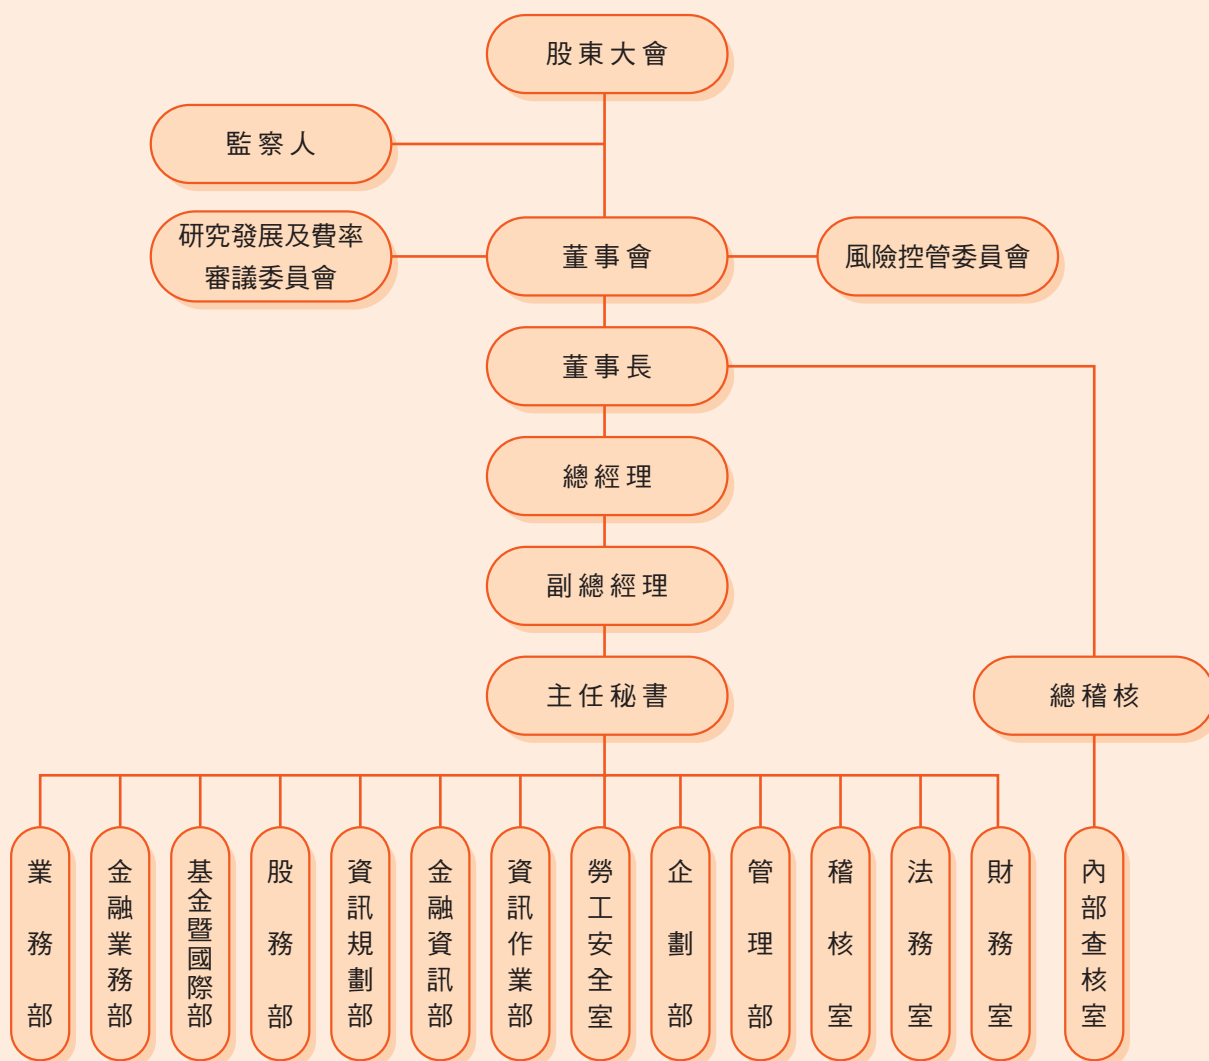 股東大會
監察人
研究發展及費率
審議委員會
董事會
風險控管委員會
董事長
總經理
副總經理
主任秘書
總稽核
業務部
金融業務部
基金暨國際部
股務部
資訊規劃部
金融資訊部
資訊作業部
勞工安全室
企劃部
管理部
稽核室
法務室
財務室
內部查核室